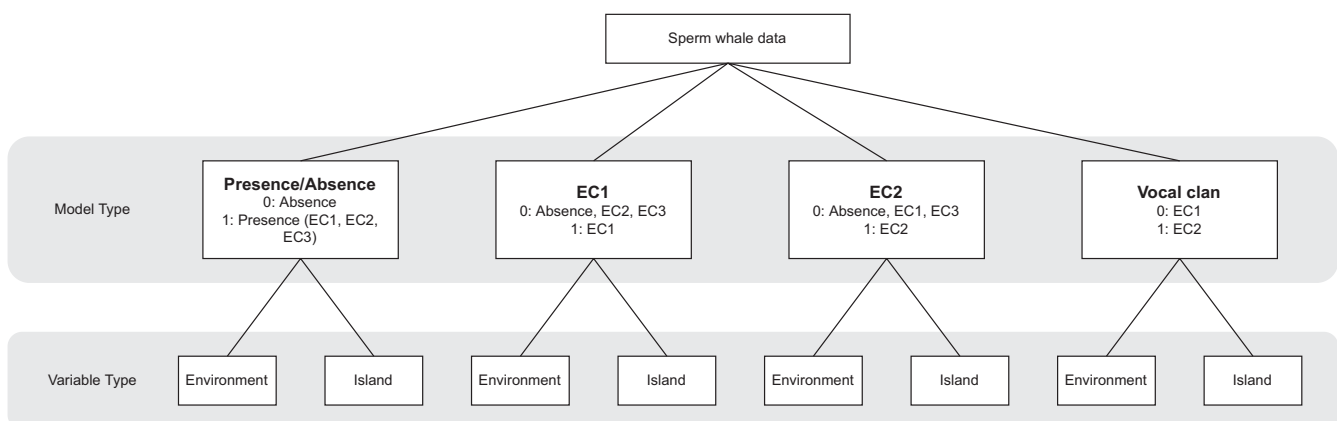 Sperm whale data
Model Type
Presence/Absence
0: Absence
1: Presence (EC1, EC2,
EC3)
EC1
0: Absence, EC2, EC3
1: EC1
EC2
0: Absence, EC1, EC3
1: EC2
Vocal clan
0: EC1
1: EC2
Variable Type
Environment
Island
Environment
Island
Environment
Island
Environment
Island